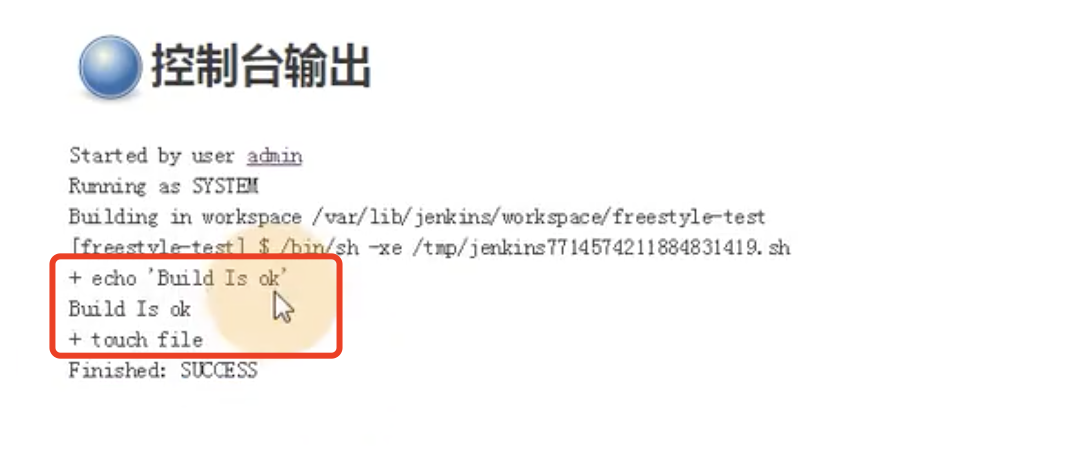 控制台输出
Started by user admin
Running as SYSTEM
Building in workspace /var/lib/jenkins/workspace/freestyle-test
[freestyle-test] $ /bin/sh -xe /tmp/jenkins7714574211884831419.sh
+ echo 'Build Is ok'
Build Is ok
+ touch file
Finished: SUCCESS